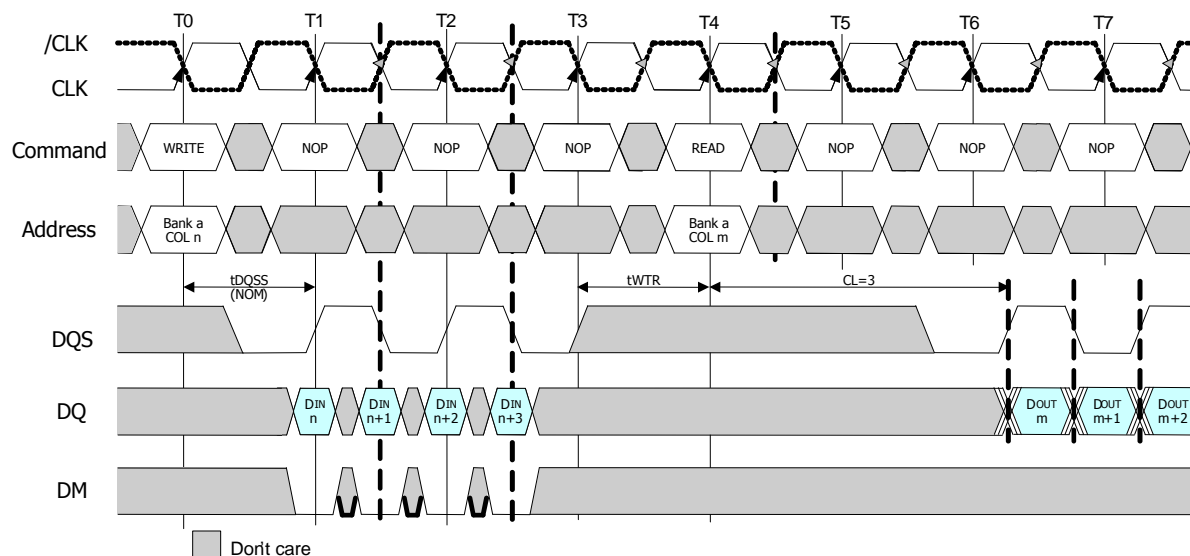 T0 T1 T2 T3 T4 T5 T6 T7
/CLK
CLK
Command WRITE NOP NOP NOP READ NOP NOP NOP
Address Bank a COL n Bank a COL m
tDQSS
(NOM)
tWTR
CL=3
DQS
DQ DIN n DIN n+1 DIN n+2 DIN n+3 DOUT m DOUT m+1 DOUT m+2
DM
Don't care